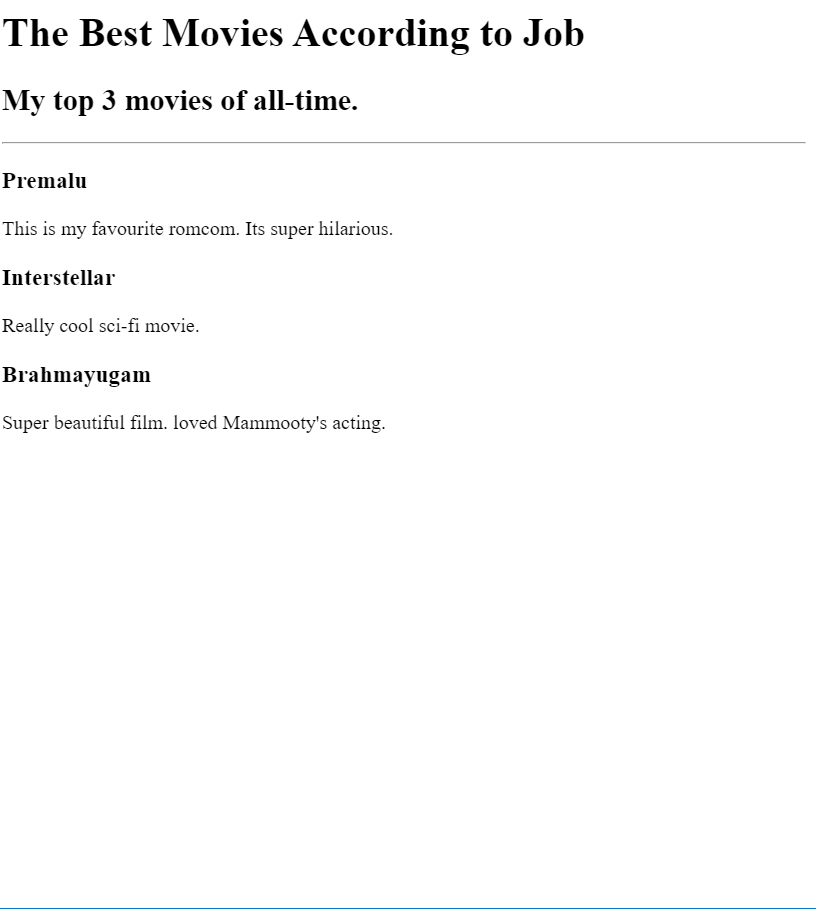 The Best Movies According to Job
My top 3 movies of all-time.
Premalu
This is my favourite romcom. Its super hilarious.
Interstellar
Really cool sci-fi movie.
Brahmayugam
Super beautiful film. loved Mammooty's acting.